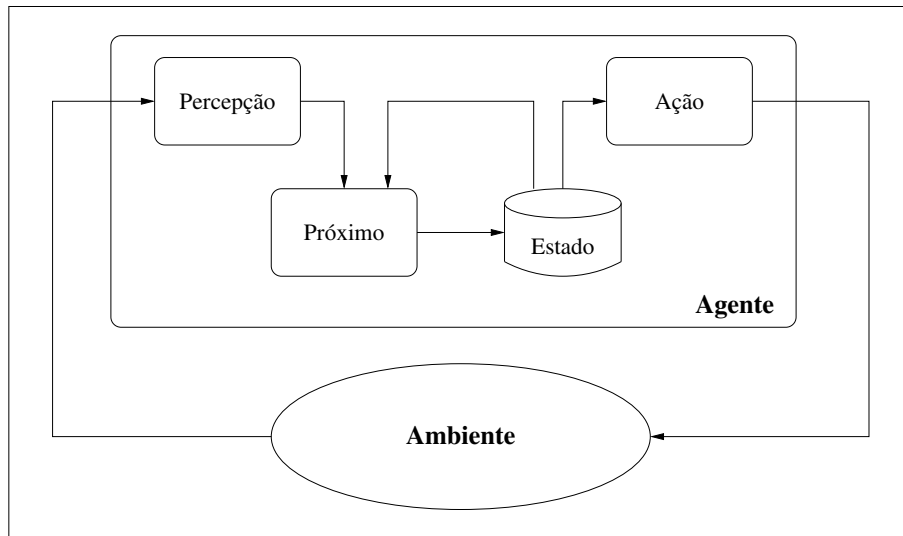 Percepção
Ação
Próximo
Estado
Agente
Ambiente